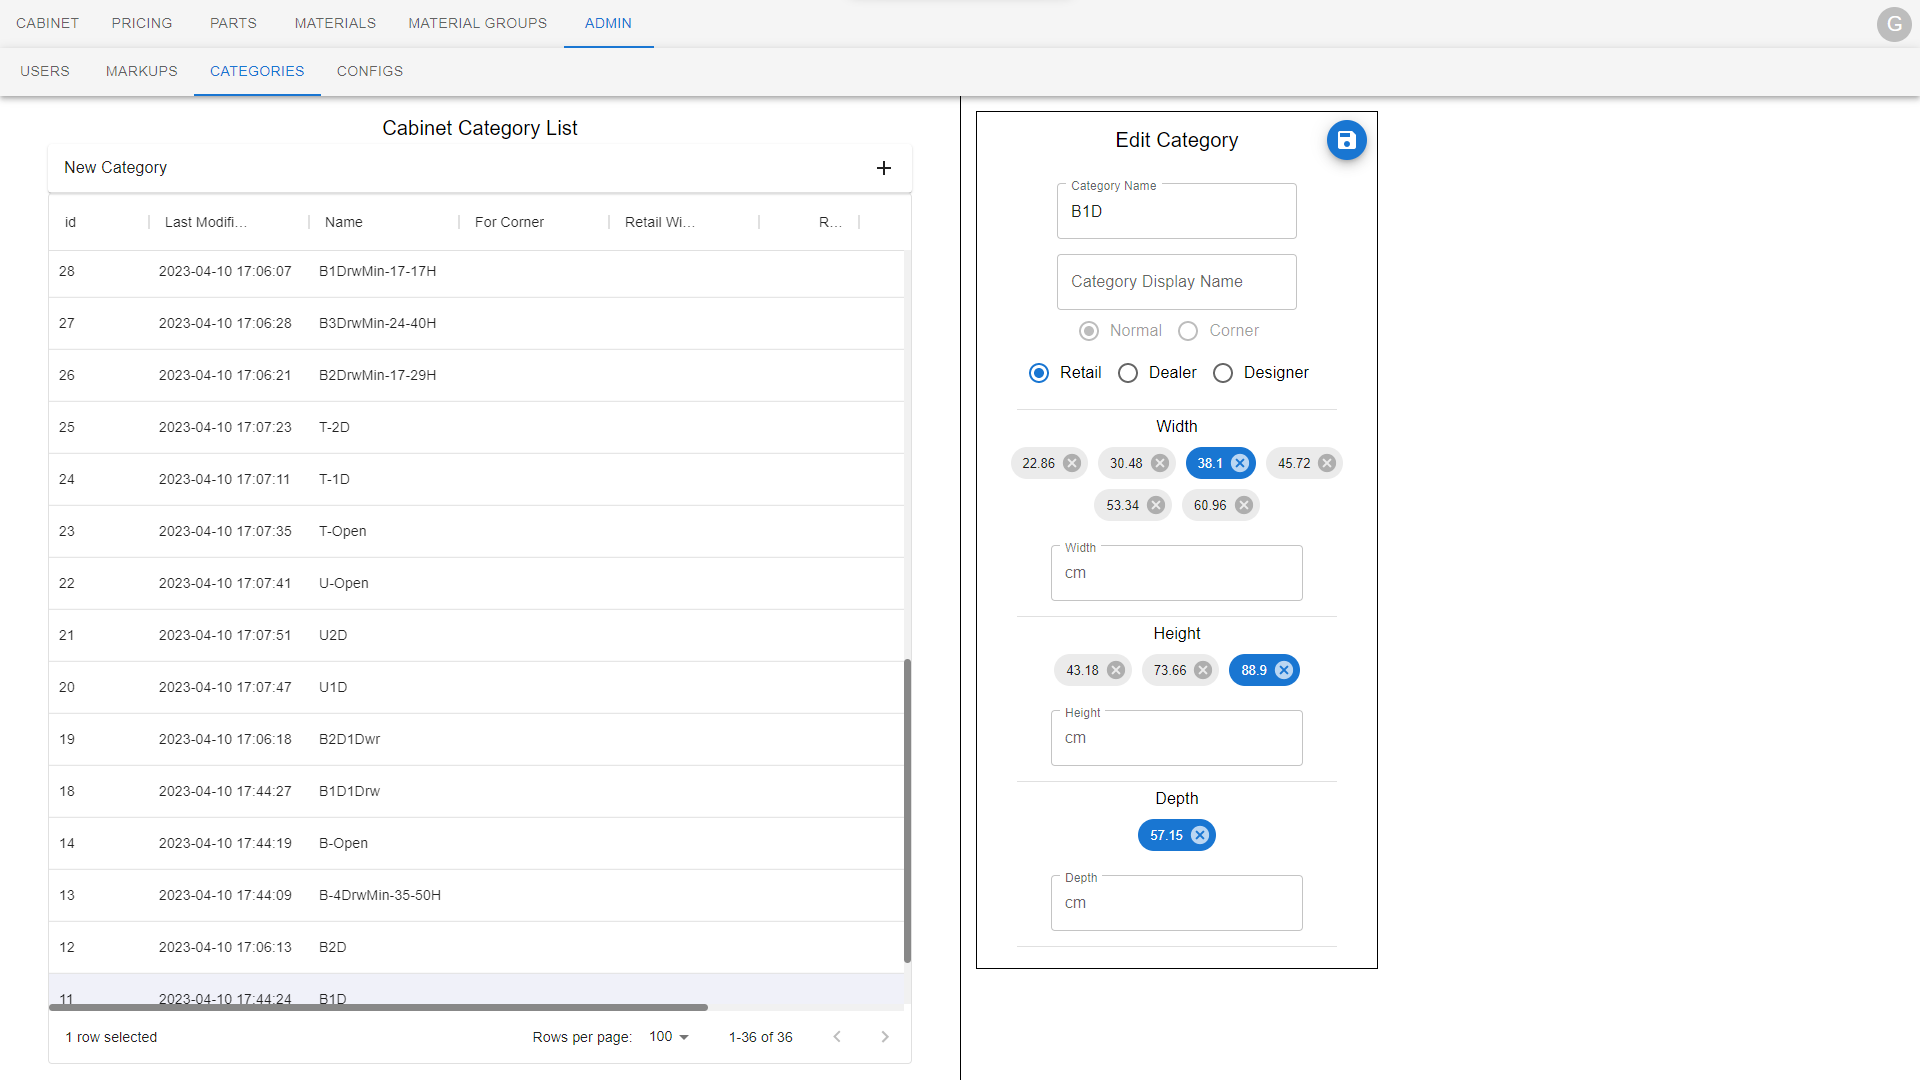 CABINET PRICING PARTS MATERIALS MATERIAL GROUPS ADMIN G
USERS MARKUPS CATEGORIES CONFIGS
Cabinet Category List
New Category +
id Last Modifi... Name For Corner Retail Wi... R...
28 2023-04-10 17:06:07 B1DrwMin-17-17H
27 2023-04-10 17:06:28 B3DrwMin-24-40H
26 2023-04-10 17:06:21 B2DrwMin-17-29H
25 2023-04-10 17:07:23 T-2D
24 2023-04-10 17:07:11 T-1D
23 2023-04-10 17:07:35 T-Open
22 2023-04-10 17:07:41 U-Open
21 2023-04-10 17:07:51 U2D
20 2023-04-10 17:07:47 U1D
19 2023-04-10 17:06:18 B2D1Dwr
18 2023-04-10 17:44:27 B1D1Drw
14 2023-04-10 17:44:19 B-Open
13 2023-04-10 17:44:09 B-4DrwMin-35-50H
12 2023-04-10 17:06:13 B2D
11 2023-04-10 17:44:24 B1D
1 row selected Rows per page: 100 1-36 of 36
Edit Category
Category Name
B1D
Category Display Name
Normal Corner
Retail Dealer Designer
Width
22.86 30.48 38.1 45.72
53.34 60.96
Width
cm
Height
43.18 73.66 88.9
Height
cm
Depth
57.15
Depth
cm